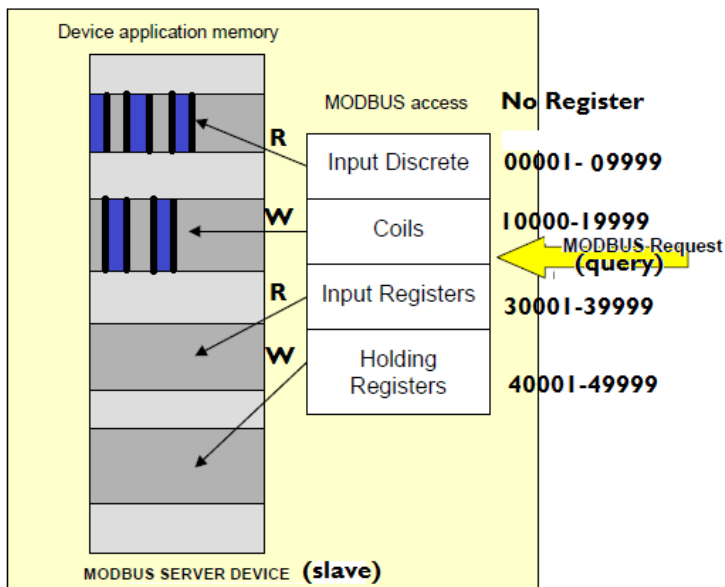 Device application memory
MODBUS access
No Register
R
Input Discrete
00001- 09999
W
Coils
10000-19999
MODBUS Request
(query)
R
Input Registers
30001-39999
W
Holding
Registers
40001-49999
MODBUS SERVER DEVICE (slave)